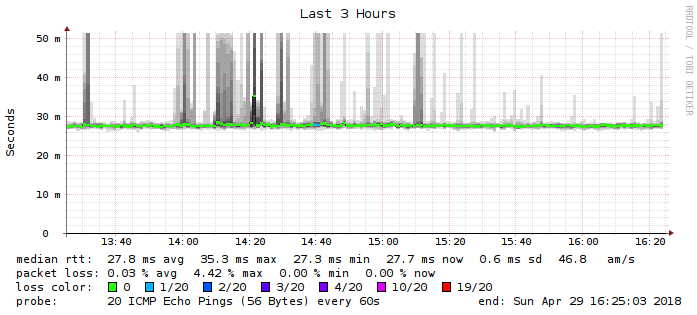 Last 3 Hours
RRDTOOL / TOBI OETIKER
Seconds
50 m
40 m
30 m
20 m
10 m
0
13:40 14:00 14:20 14:40 15:00 15:20 15:40 16:00 16:20
median rtt: 27.8 ms avg 35.3 ms max 27.3 ms min 27.7 ms now 0.6 ms sd 46.8 am/s
packet loss: 0.03 % avg 4.42 % max 0.00 % min 0.00 % now
loss color: 0 1/20 2/20 3/20 4/20 10/20 19/20
probe: 20 ICMP Echo Pings (56 Bytes) every 60s end: Sun Apr 29 16:25:03 2018